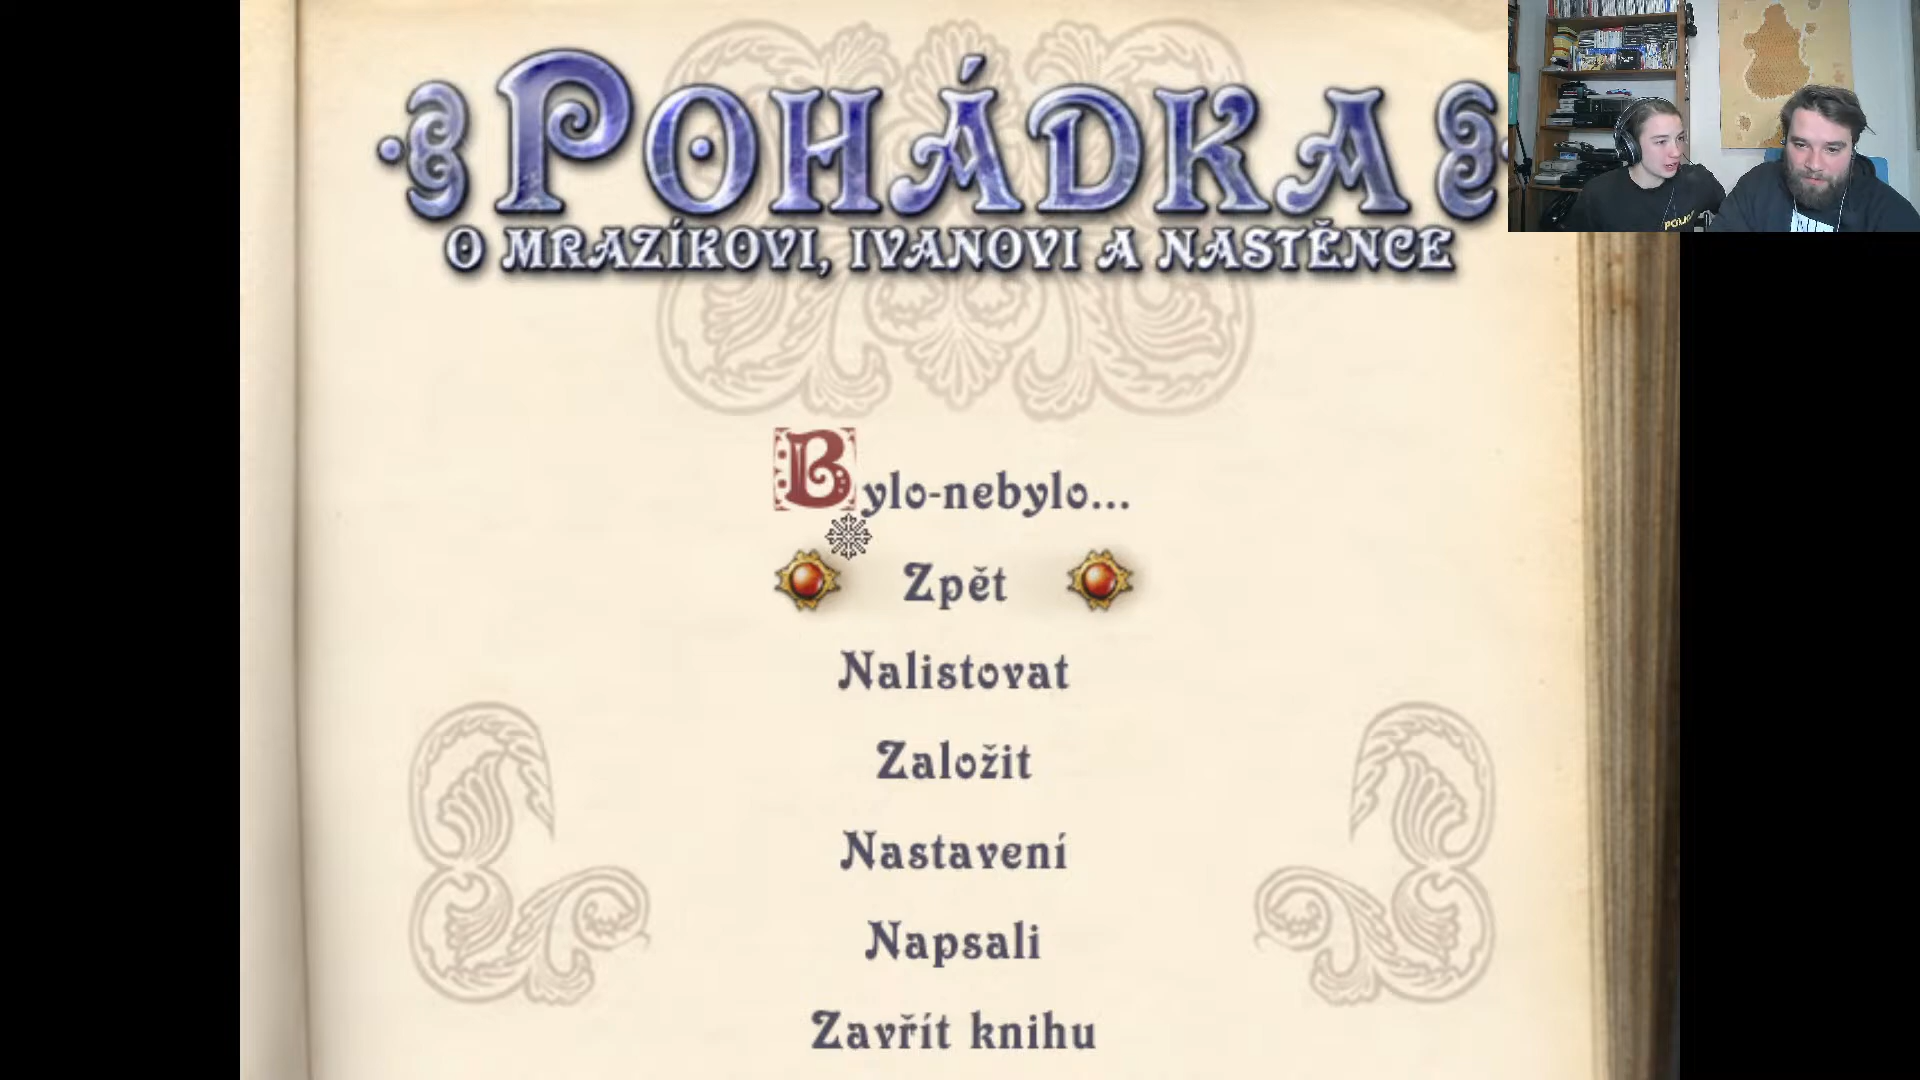 POHÁDKA
O MRAZÍKOVI, IVANOVI A NASTĚNCE
Bylo-nebylo...
Zpět
Nalistovat
Založit
Nastavení
Napsali
Zavřít knihu